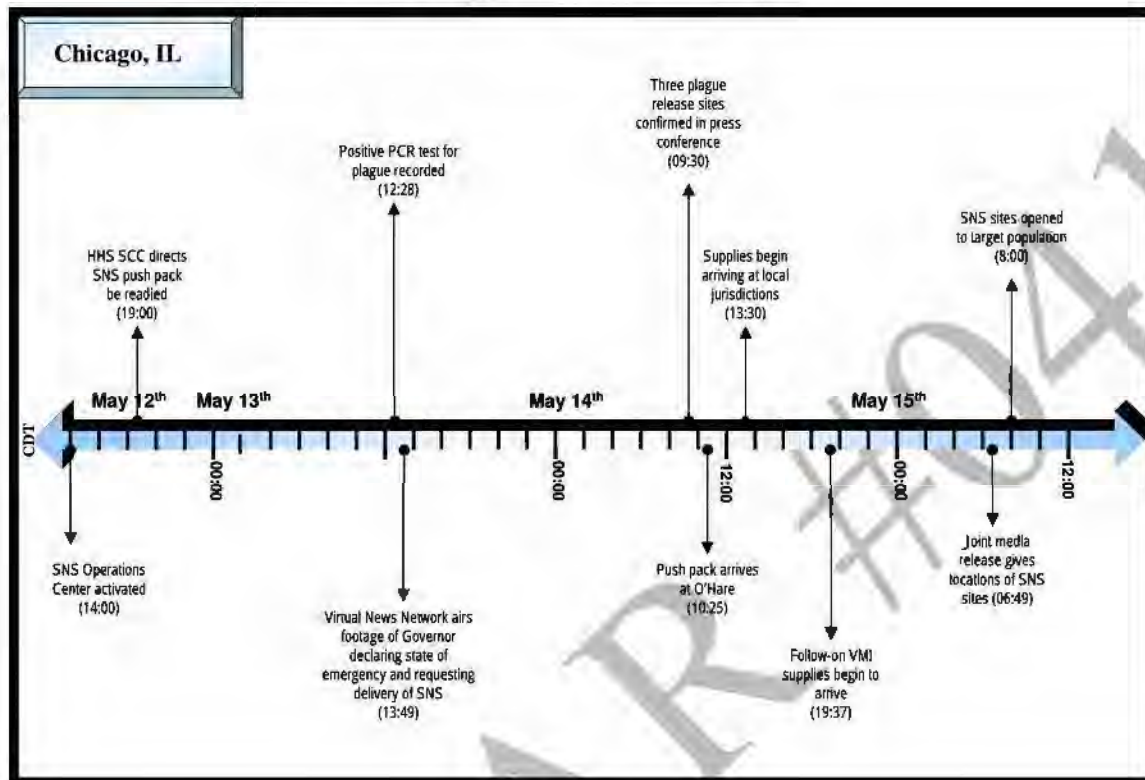 Chicago, IL
Three plague
release sites
confirmed in press
conference
(09:30)
Positive PCR test for
plague recorded
(12:28)
SNS sites opened
to target population
(8:00)
HHS SCC directs
SNS push pack
be readied
(19:00)
Supplies begin
arriving at local
jurisdictions
(13:30)
May 12th
May 13th
May 14th
May 15th
CDT
00:00
00:00
12:00
00:00
12:00
SNS Operations
Center activated
(14:00)
Virtual News Network airs
footage of Governor
declaring state of
emergency and requesting
delivery of SNS
(13:49)
Push pack arrives
at O'Hare
(10:25)
Follow-on VMI
supplies begin to
arrive
(19:37)
Joint media
release gives
locations of SNS
sites (06:49)